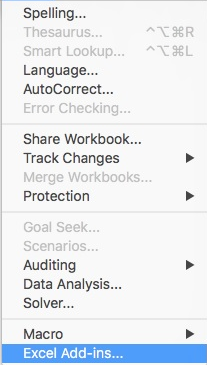 Spelling...
Thesaurus... ^⌥⌘R
Smart Lookup... ^⌥⌘L
Language...
AutoCorrect...
Error Checking...
Share Workbook...
Track Changes
Merge Workbooks...
Protection
Goal Seek...
Scenarios...
Auditing
Data Analysis...
Solver...
Macro
Excel Add-ins...